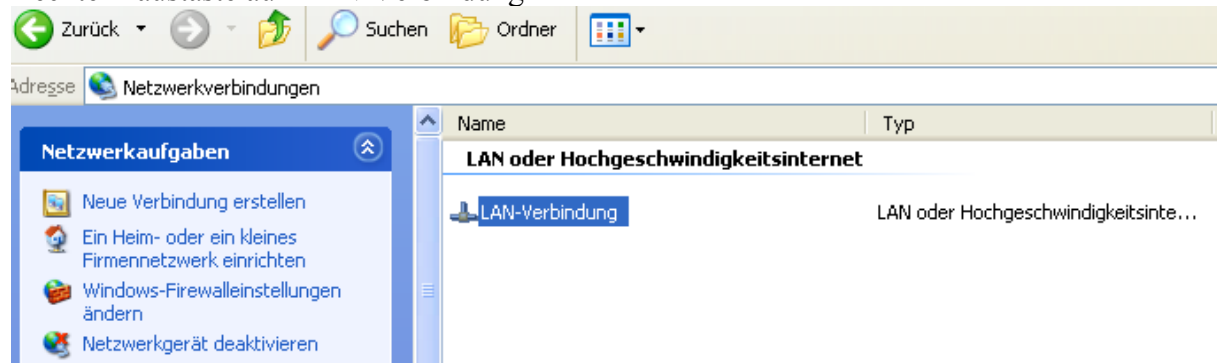 Zurück
Suchen
Ordner
Adresse
Netzwerkverbindungen
Name
Typ
Netzwerkaufgaben
LAN oder Hochgeschwindigkeitsinternet
Neue Verbindung erstellen
LAN-Verbindung
LAN oder Hochgeschwindigkeitsinte...
Ein Heim- oder ein kleines
Firmennetzwerk einrichten
Windows-Firewalleinstellungen
ändern
Netzwerkgerät deaktivieren